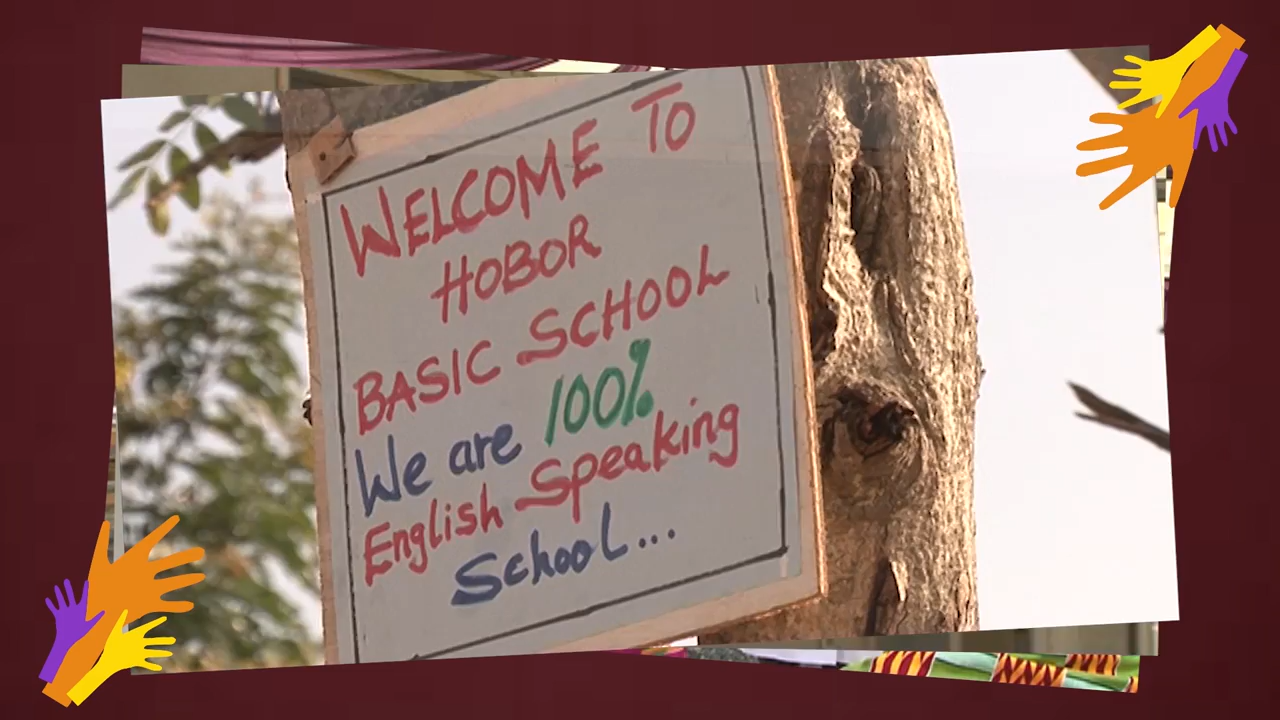 WELCOME TO
HOBOR
BASIC SCHOOL
We are 100%
English Speaking
School...